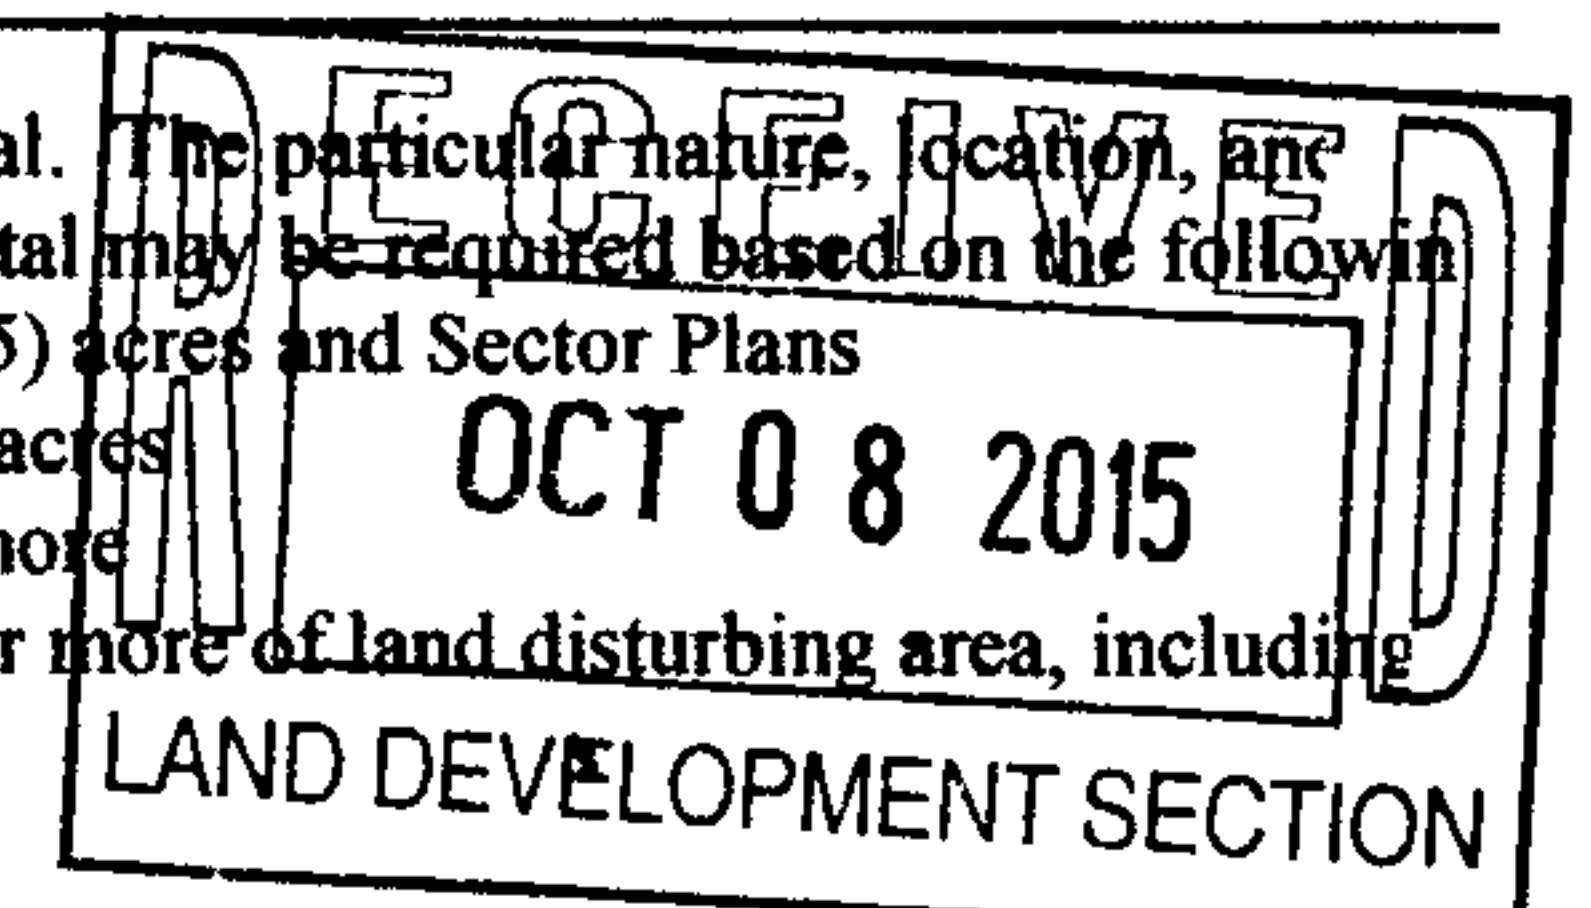 al. The particular nature, location, and
tal may be required based on the followin
5) acres and Sector Plans
acres
more
r more of land disturbing area, including
RECEIVED
OCT 08 2015
LAND DEVELOPMENT SECTION